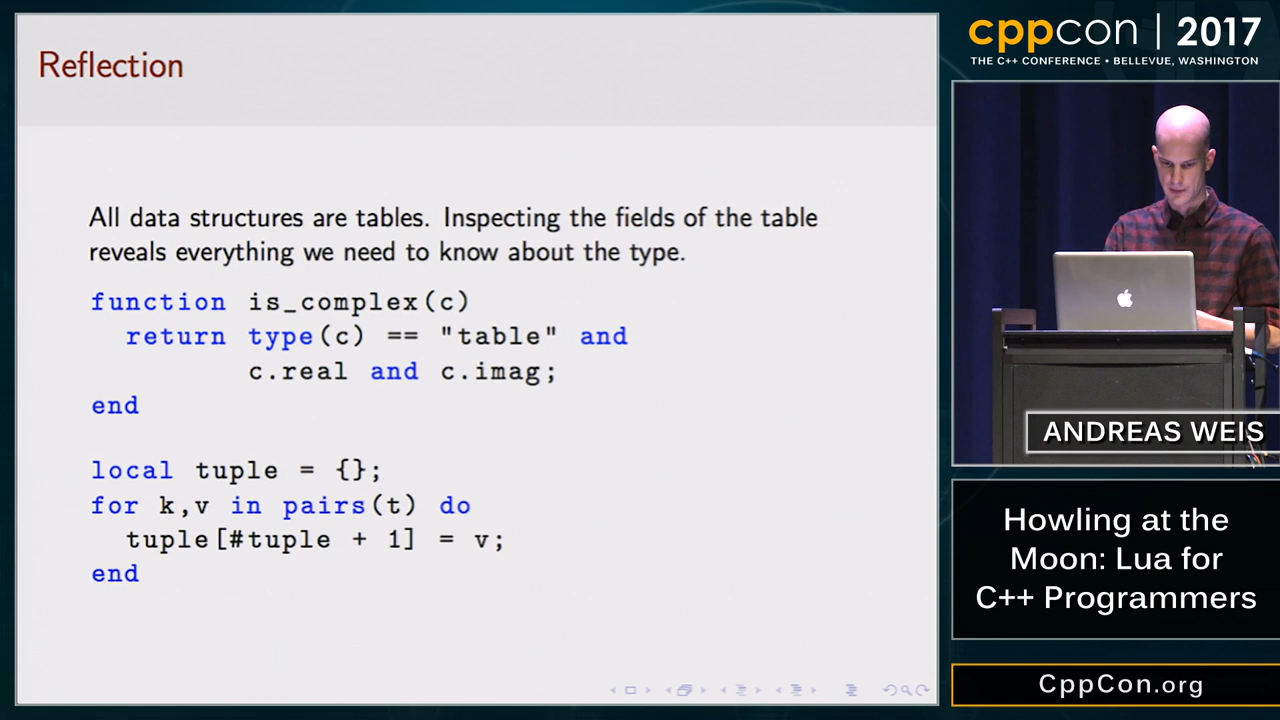 Reflection
All data structures are tables. Inspecting the fields of the table
reveals everything we need to know about the type.
function is_complex(c)
return type(c) == "table" and
c.real and c.imag;
end
local tuple = {};
for k,v in pairs(t) do
tuple[#tuple + 1] = v;
end
cppcon | 2017
THE C++ CONFERENCE • BELLEVUE, WASHINGTON
ANDREAS WEIS
Howling at the
Moon: Lua for
C++ Programmers
CppCon.org